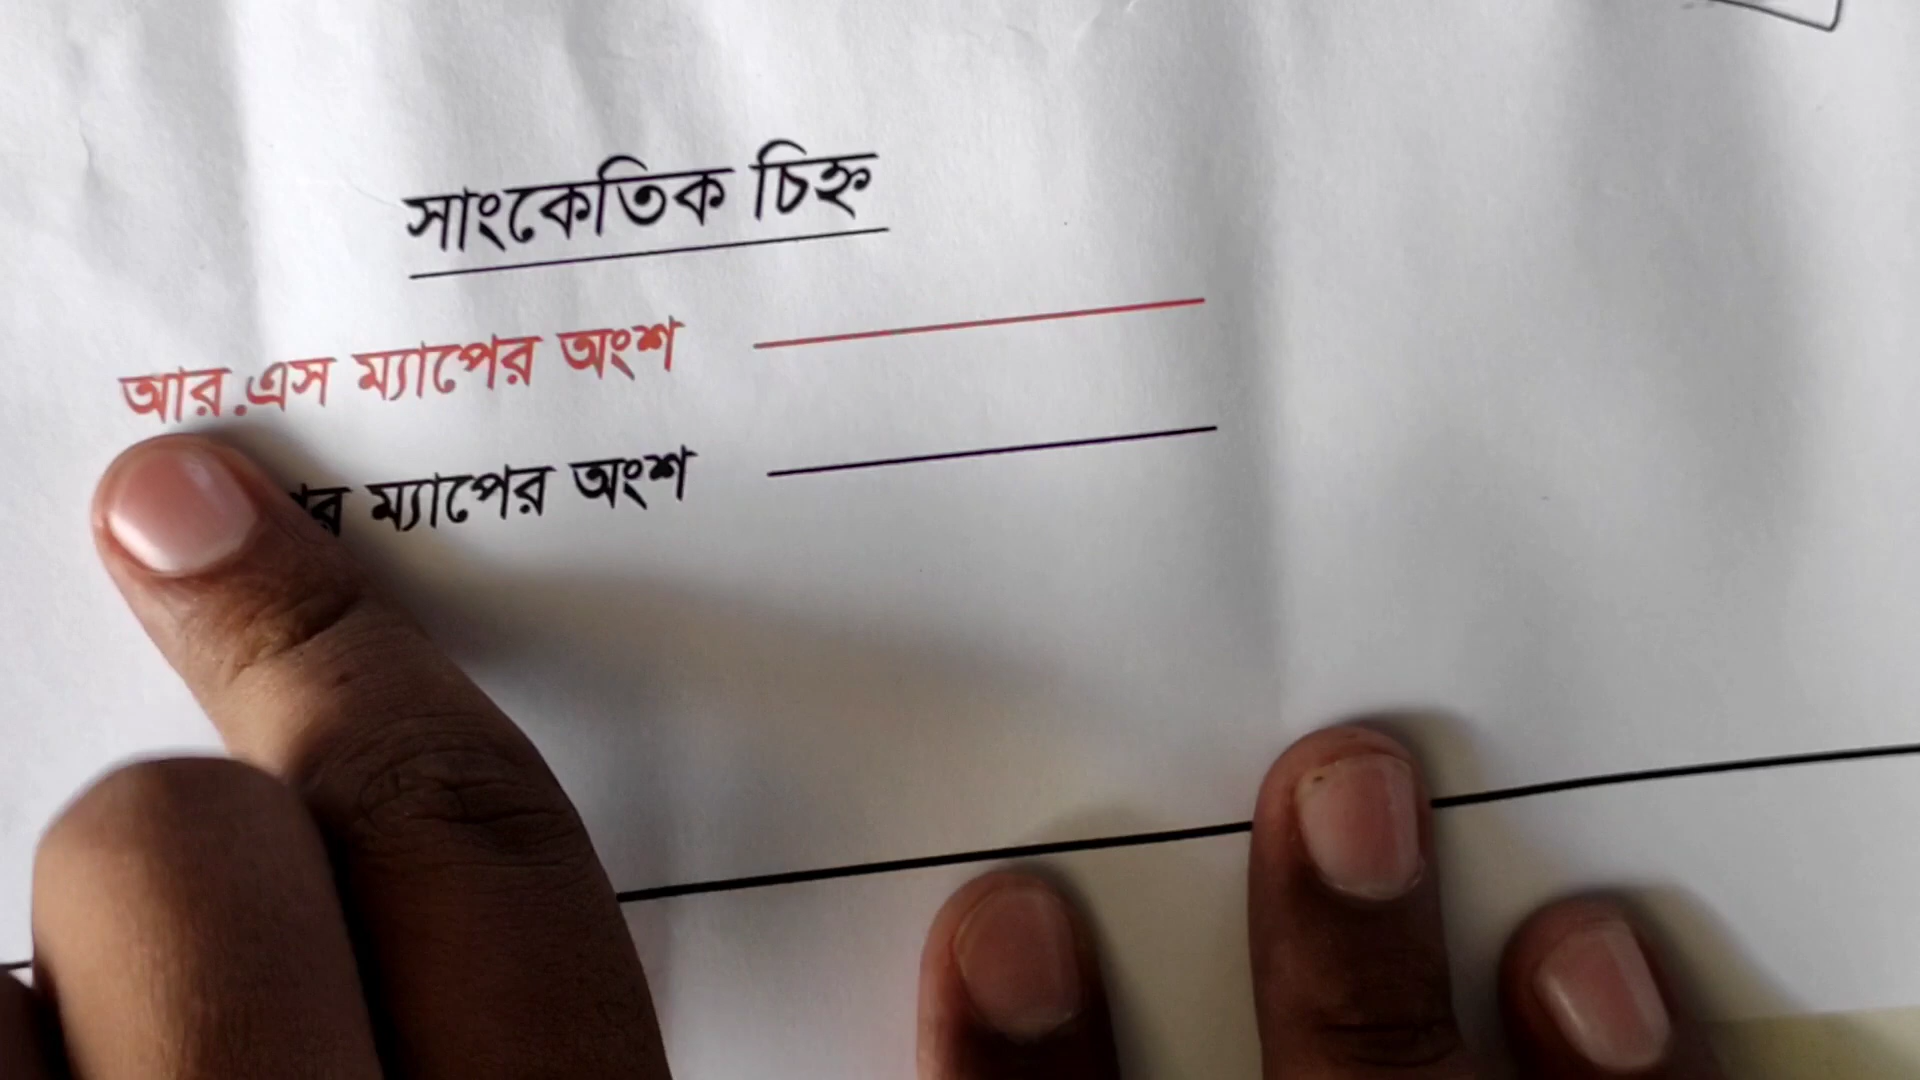 সাংকেতিক চিহ্ন
আর.এস ম্যাপের অংশ
ম্যাপের অংশ